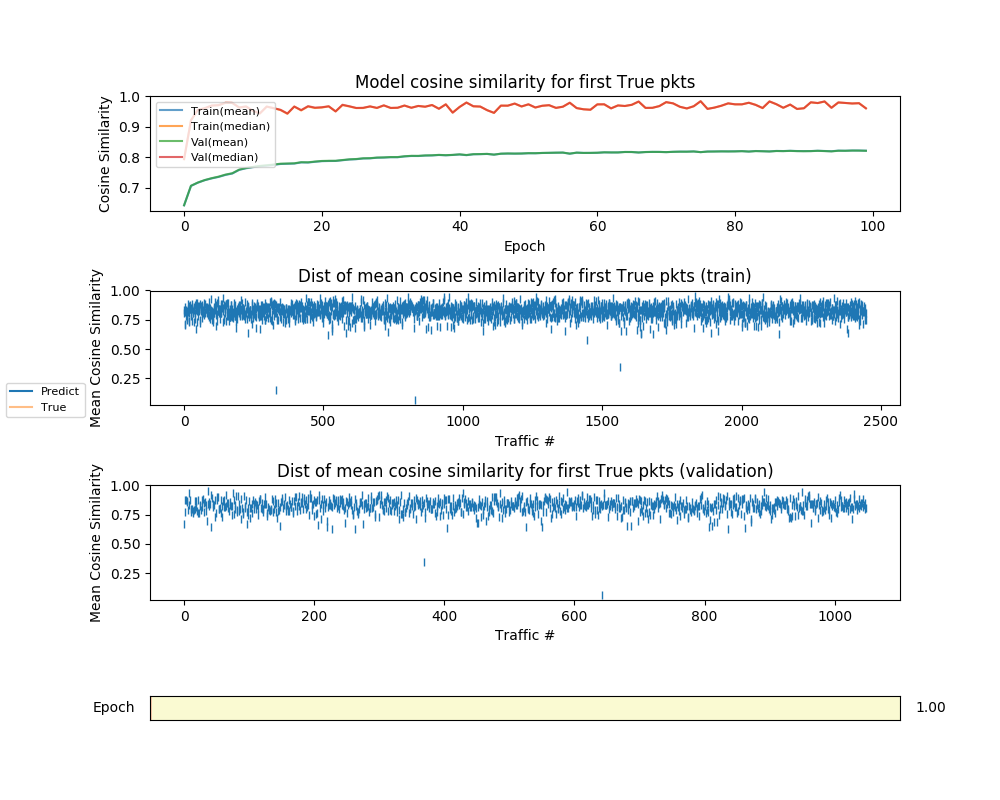 Model cosine similarity for first True pkts
Cosine Similarity
1.0
0.9
0.8
0.7
Train(mean)
Train(median)
Val(mean)
Val(median)
0 20 40 60 80 100
Epoch
Dist of mean cosine similarity for first True pkts (train)
Mean Cosine Similarity
1.00
0.75
0.50
0.25
Predict
True
0 500 1000 1500 2000 2500
Traffic #
Dist of mean cosine similarity for first True pkts (validation)
Mean Cosine Similarity
1.00
0.75
0.50
0.25
0 200 400 600 800 1000
Traffic #
Epoch 1.00